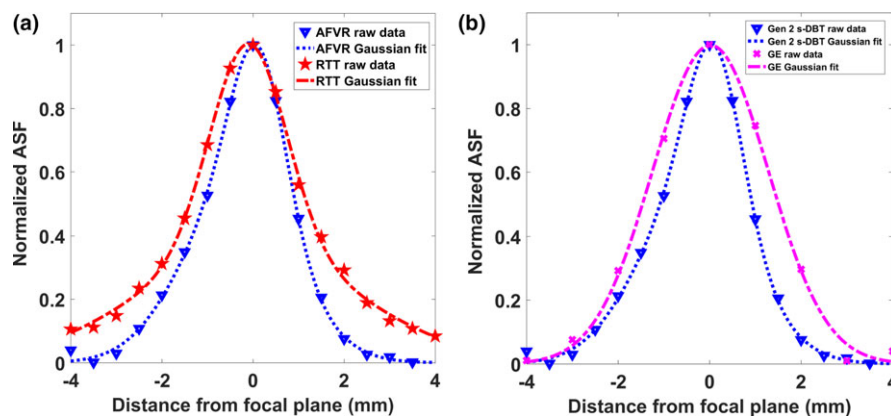 (a)
AFVR raw data
AFVR Gaussian fit
RTT raw data
RTT Gaussian fit
1
0.8
0.6
0.4
0.2
0
-4
-2
0
2
4
Normalized ASF
Distance from focal plane (mm)
(b)
Gen 2 s-DBT raw data
Gen 2 s-DBT Gaussian fit
GE raw data
GE Gaussian fit
1
0.8
0.6
0.4
0.2
0
-4
-2
0
2
4
Normalized ASF
Distance from focal plane (mm)